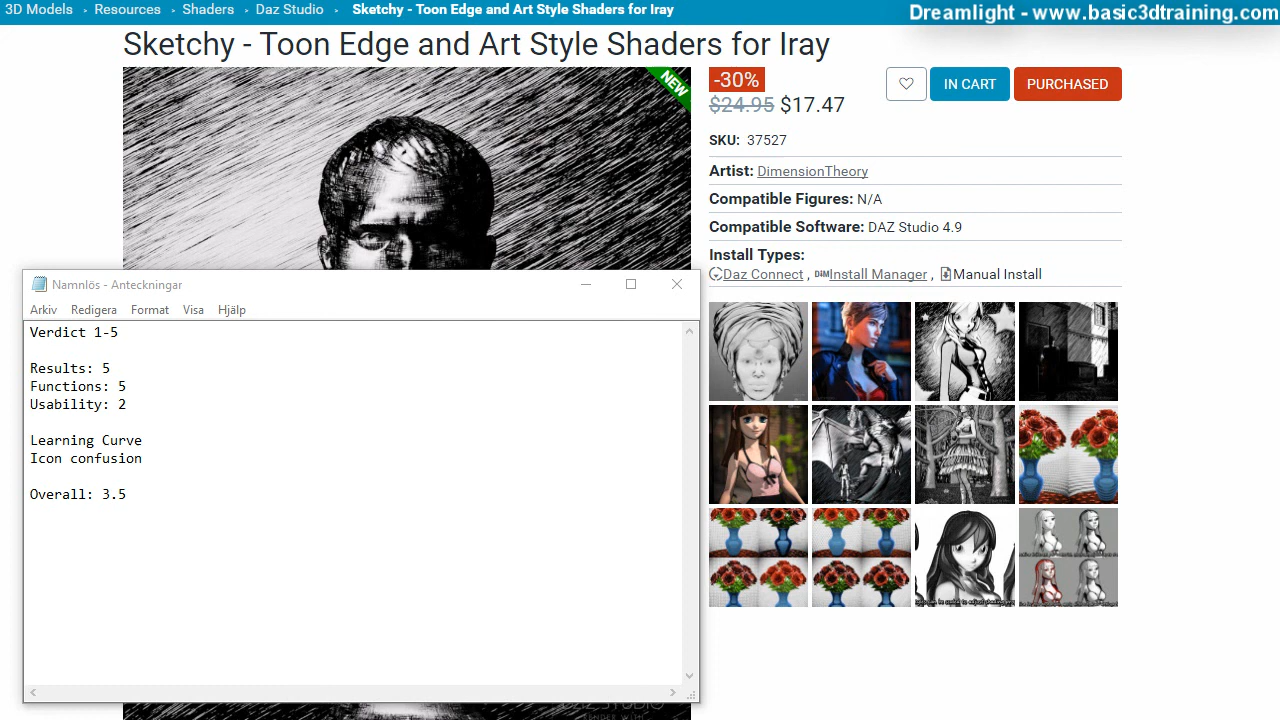 3D Models › Resources › Shaders › Daz Studio › Sketchy - Toon Edge and Art Style Shaders for Iray
Dreamlight - www.basic3dtraining.com
Sketchy - Toon Edge and Art Style Shaders for Iray
NEW
-30%
$24.95 $17.47
IN CART
PURCHASED
SKU: 37527
Artist: DimensionTheory
Compatible Figures: N/A
Compatible Software: DAZ Studio 4.9
Install Types:
Daz Connect , DIM Install Manager , Manual Install
Namnlös - Anteckningar
Arkiv Redigera Format Visa Hjälp
Verdict 1-5
Results: 5
Functions: 5
Usability: 2
Learning Curve
Icon confusion
Overall: 3.5
DAZ STUDIO